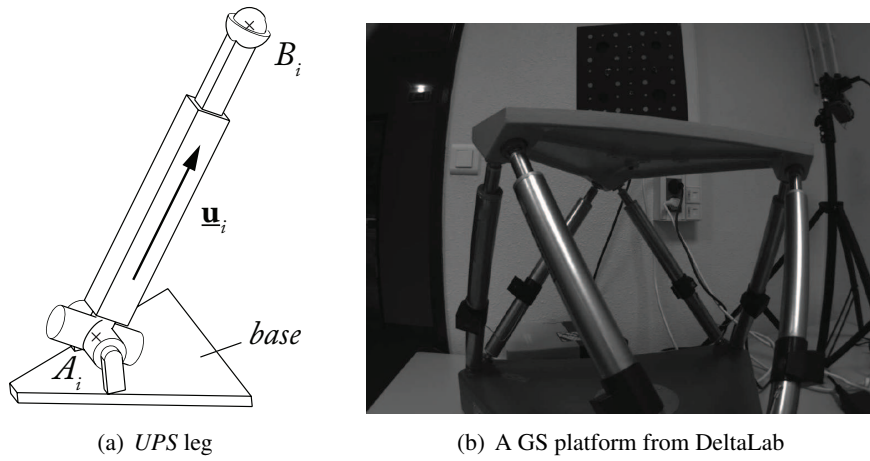 B_i
u_i
base
A_i
(a) UPS leg
(b) A GS platform from DeltaLab